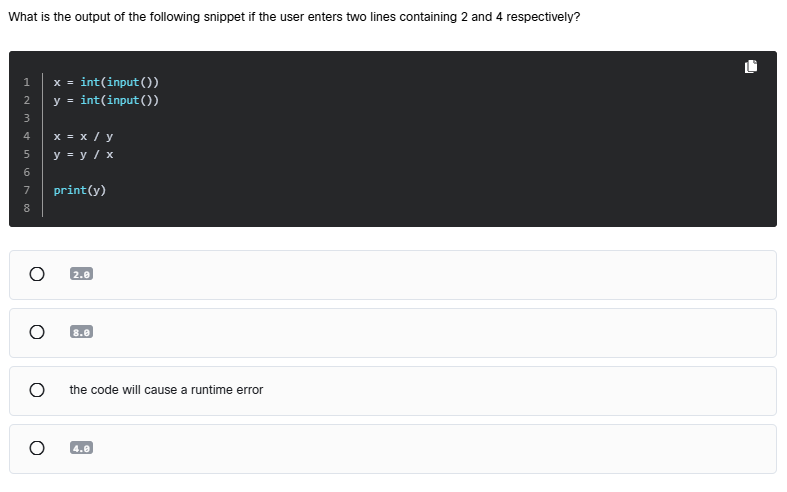 What is the output of the following snippet if the user enters two lines containing 2 and 4 respectively?
1 x = int(input())
2 y = int(input())
3
4 x = x / y
5 y = y / x
6
7 print(y)
8
2.0
8.0
the code will cause a runtime error
4.0